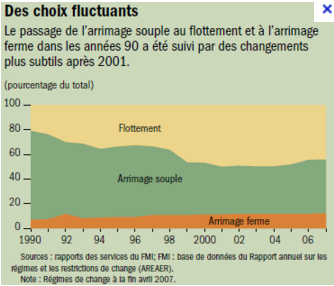 Des choix fluctuants
Le passage de l'arrimage souple au flottement et à l'arrimage
ferme dans les années 90 a été suivi par des changements
plus subtils après 2001.
(pourcentage du total)
100
80
60
40
20
0
Flottement
Arrimage souple
Arrimage ferme
1990 92 94 96 98 2000 02 04 06
Sources : rapports des services du FMI; FMI : base de données du Rapport annuel sur les
régimes et les restrictions de change (AREAER).
Note : Régimes de change à la fin avril 2007.